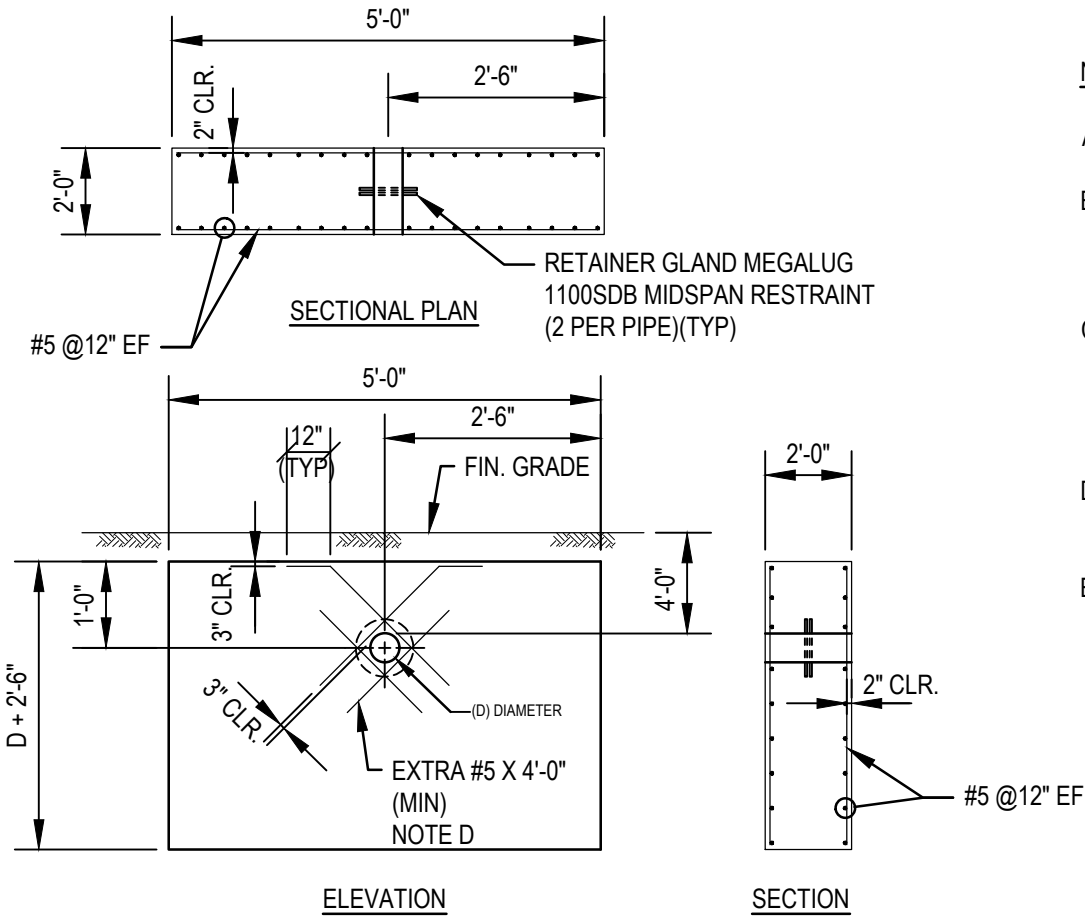 5'-0"
2'-6"
2" CLR.
2'-0"
RETAINER GLAND MEGALUG
1100SDB MIDSPAN RESTRAINT
(2 PER PIPE)(TYP)
SECTIONAL PLAN
#5 @12" EF
5'-0"
2'-6"
12"
(TYP)
FIN. GRADE
2'-0"
1'-0"
3" CLR.
4'-0"
D + 2'-6"
3" CLR.
(D) DIAMETER
2" CLR.
EXTRA #5 X 4'-0"
(MIN)
NOTE D
#5 @12" EF
ELEVATION
SECTION